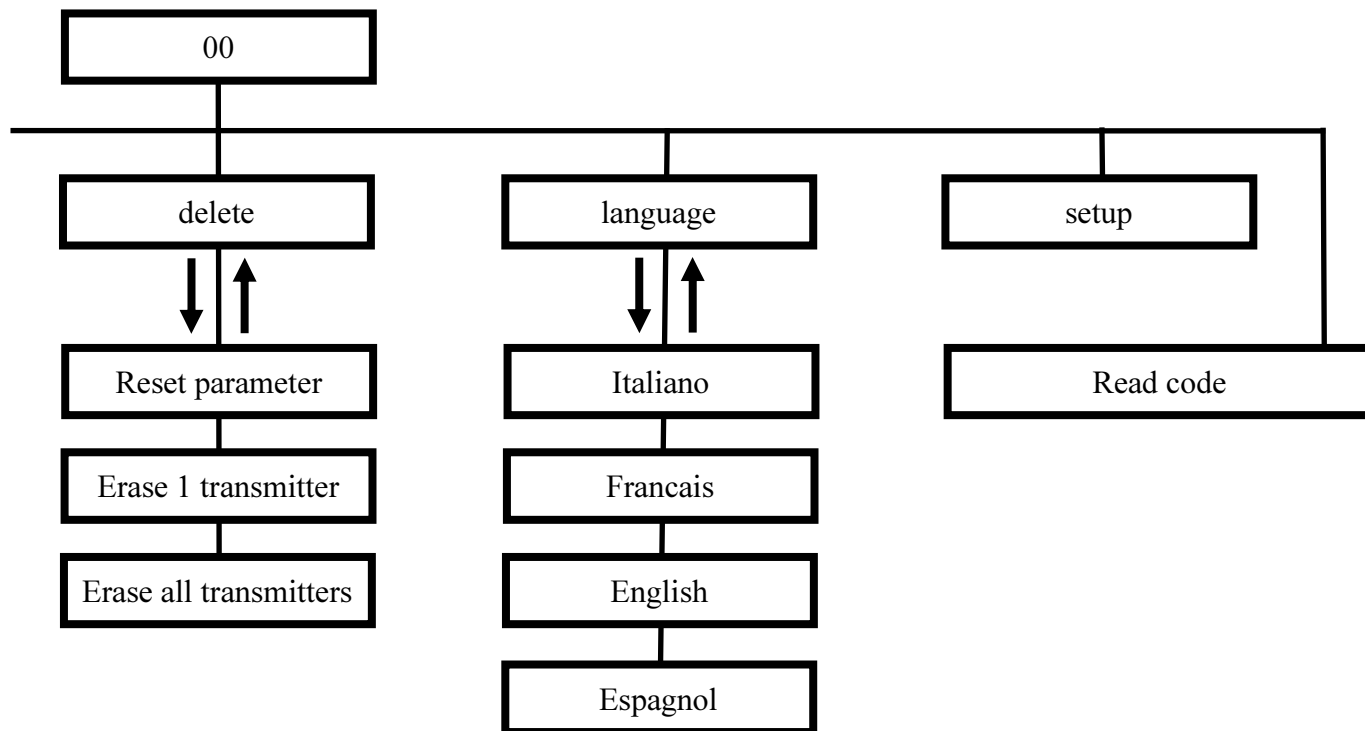 00
delete
language
setup
Reset parameter
Italiano
Read code
Erase 1 transmitter
Francais
Erase all transmitters
English
Espagnol